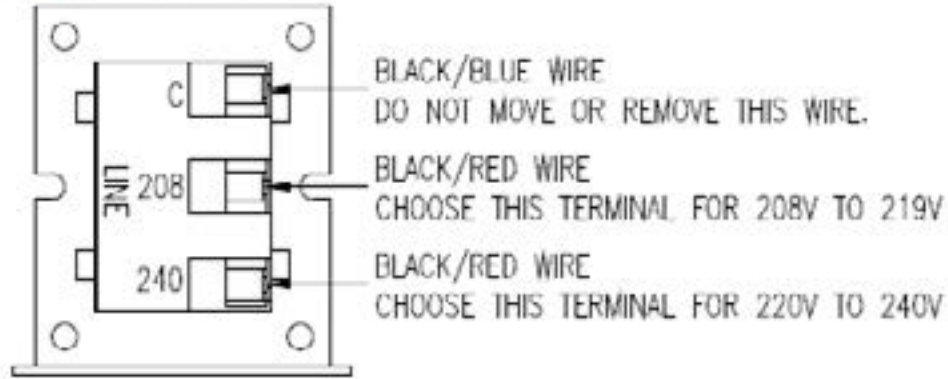 C
BLACK/BLUE WIRE
DO NOT MOVE OR REMOVE THIS WIRE.
LINE
208
BLACK/RED WIRE
CHOOSE THIS TERMINAL FOR 208V TO 219V
240
BLACK/RED WIRE
CHOOSE THIS TERMINAL FOR 220V TO 240V